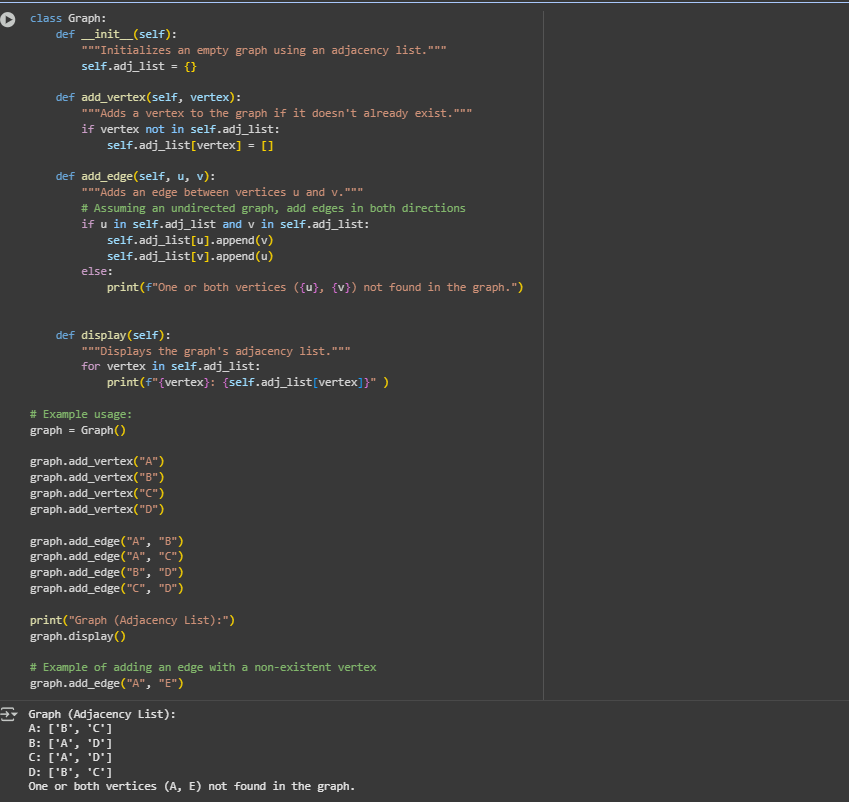 class Graph:
    def __init__(self):
        """Initializes an empty graph using an adjacency list."""
        self.adj_list = {}

    def add_vertex(self, vertex):
        """Adds a vertex to the graph if it doesn't already exist."""
        if vertex not in self.adj_list:
            self.adj_list[vertex] = []

    def add_edge(self, u, v):
        """Adds an edge between vertices u and v."""
        # Assuming an undirected graph, add edges in both directions
        if u in self.adj_list and v in self.adj_list:
            self.adj_list[u].append(v)
            self.adj_list[v].append(u)
        else:
            print(f"One or both vertices ({u}, {v}) not found in the graph.")


    def display(self):
        """Displays the graph's adjacency list."""
        for vertex in self.adj_list:
            print(f"{vertex}: {self.adj_list[vertex]}" )

# Example usage:
graph = Graph()

graph.add_vertex("A")
graph.add_vertex("B")
graph.add_vertex("C")
graph.add_vertex("D")

graph.add_edge("A", "B")
graph.add_edge("A", "C")
graph.add_edge("B", "D")
graph.add_edge("C", "D")

print("Graph (Adjacency List):")
graph.display()

# Example of adding an edge with a non-existent vertex
graph.add_edge("A", "E")

Graph (Adjacency List):
A: ['B', 'C']
B: ['A', 'D']
C: ['A', 'D']
D: ['B', 'C']
One or both vertices (A, E) not found in the graph.